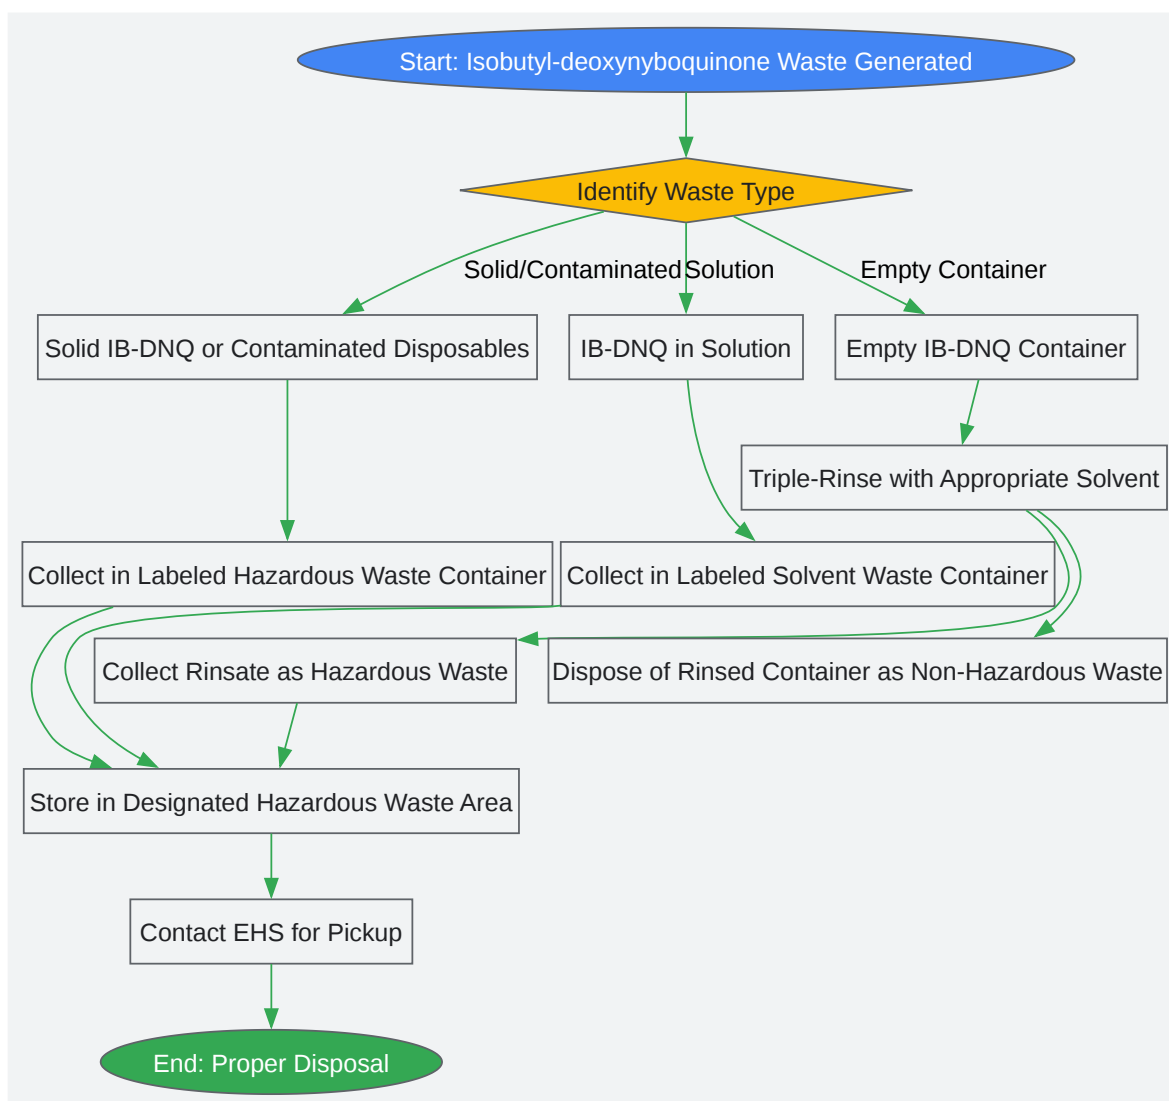 Start: Isobutyl-deoxynyboquinone Waste Generated
Identify Waste Type
Solid/Contaminated
Solution
Empty Container
Solid IB-DNQ or Contaminated Disposables
IB-DNQ in Solution
Empty IB-DNQ Container
Triple-Rinse with Appropriate Solvent
Collect in Labeled Hazardous Waste Container
Collect in Labeled Solvent Waste Container
Collect Rinsate as Hazardous Waste
Dispose of Rinsed Container as Non-Hazardous Waste
Store in Designated Hazardous Waste Area
Contact EHS for Pickup
End: Proper Disposal